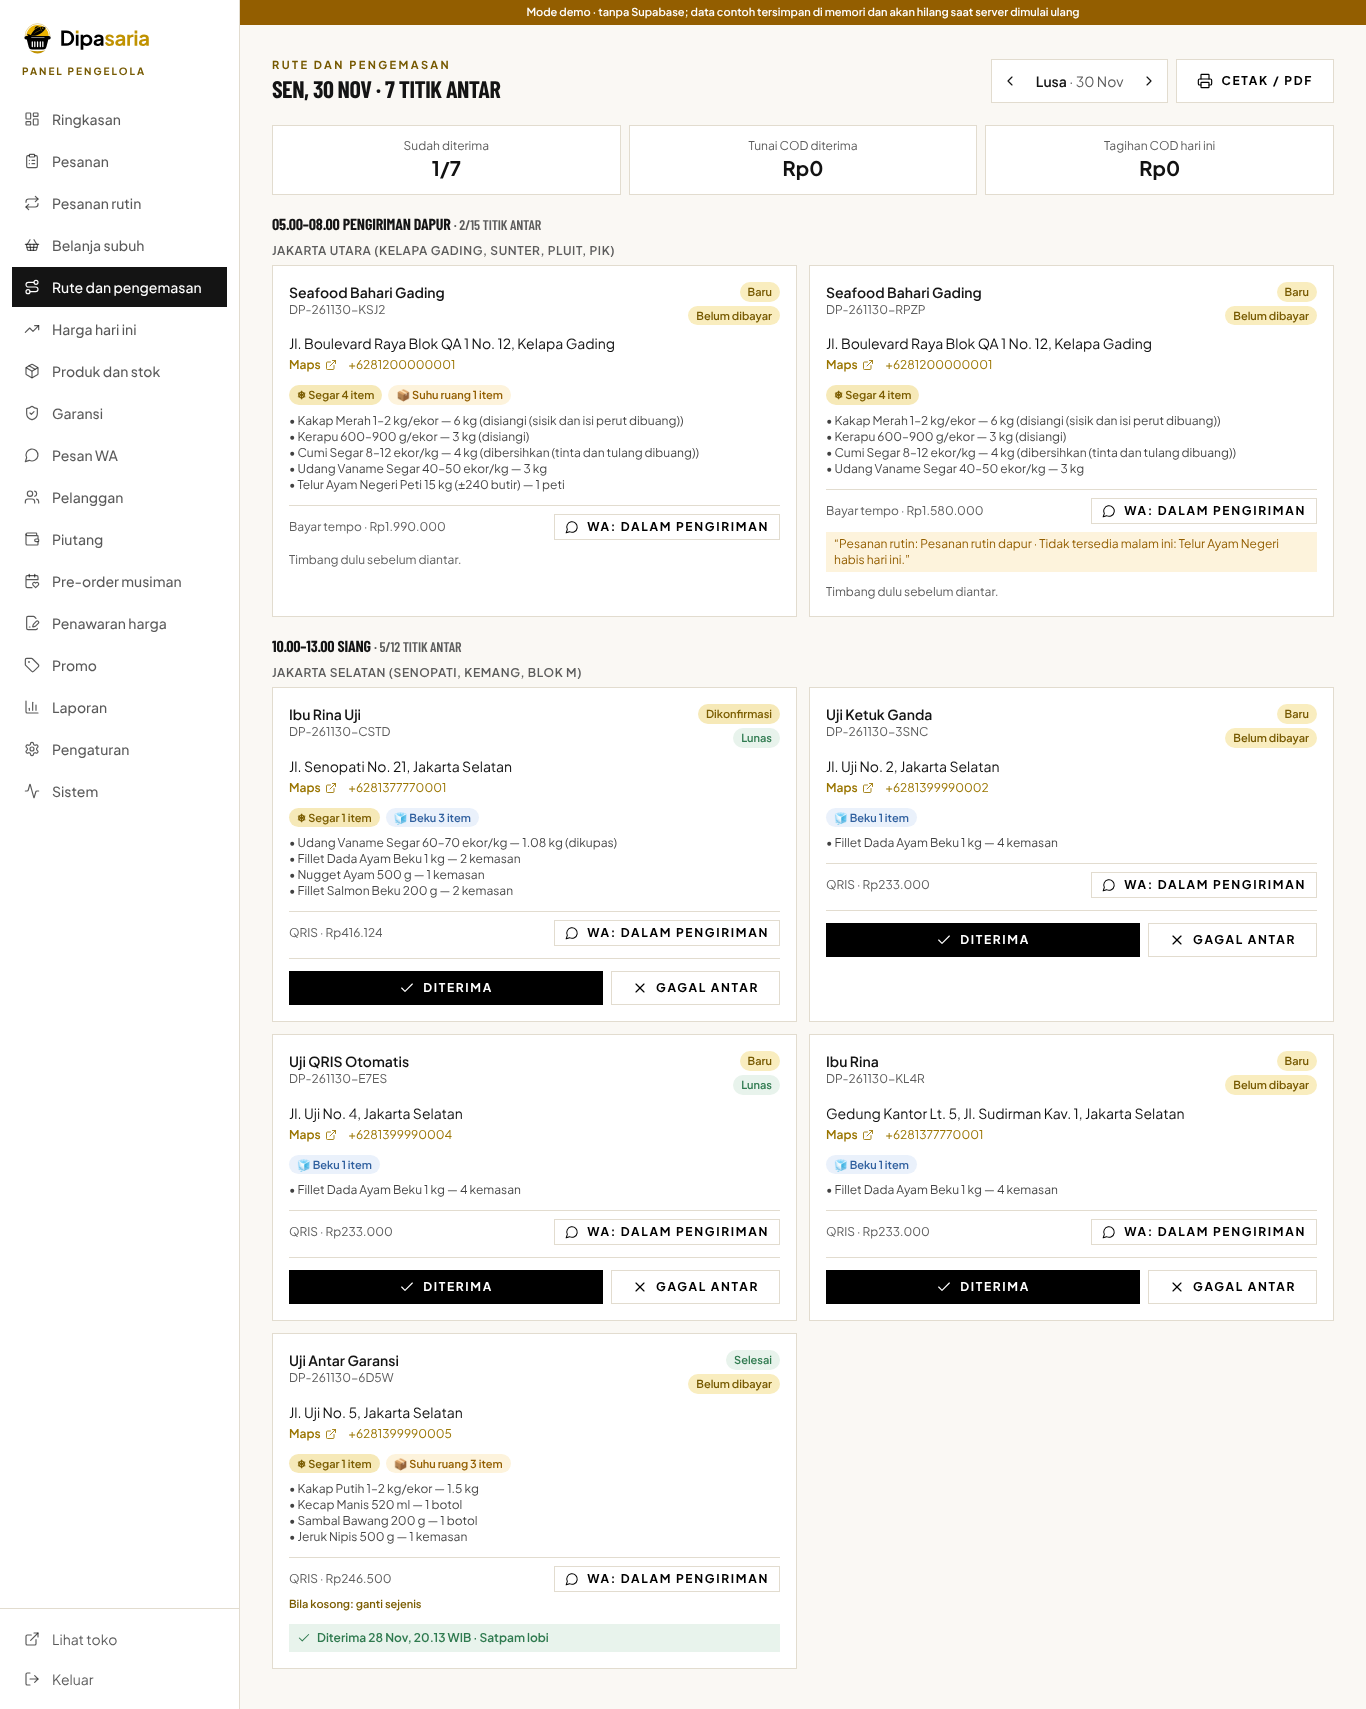 Mode demo · tanpa Supabase; data contoh tersimpan di memori dan akan hilang saat server dimulai ulang
Dipasaria
PANEL PENGELOLA
Ringkasan
Pesanan
Pesanan rutin
Belanja subuh
Rute dan pengemasan
Harga hari ini
Produk dan stok
Garansi
Pesan WA
Pelanggan
Piutang
Pre-order musiman
Penawaran harga
Promo
Laporan
Pengaturan
Sistem
Lihat toko
Keluar
RUTE DAN PENGEMASAN
SEN, 30 NOV · 7 TITIK ANTAR
Lusa · 30 Nov
CETAK / PDF
Sudah diterima
1/7
Tunai COD diterima
Rp0
Tagihan COD hari ini
Rp0
05.00–08.00 PENGIRIMAN DAPUR · 2/15 TITIK ANTAR
JAKARTA UTARA (KELAPA GADING, SUNTER, PLUIT, PIK)
Seafood Bahari Gading
Baru
DP-261130-KSJ2
Belum dibayar
Jl. Boulevard Raya Blok QA 1 No. 12, Kelapa Gading
Maps +6281200000001
❄ Segar 4 item 📦 Suhu ruang 1 item
• Kakap Merah 1–2 kg/ekor — 6 kg (disiangi (sisik dan isi perut dibuang))
• Kerapu 600–900 g/ekor — 3 kg (disiangi)
• Cumi Segar 8–12 ekor/kg — 4 kg (dibersihkan (tinta dan tulang dibuang))
• Udang Vaname Segar 40–50 ekor/kg — 3 kg
• Telur Ayam Negeri Peti 15 kg (±240 butir) — 1 peti
Bayar tempo · Rp1.990.000
WA: DALAM PENGIRIMAN
Timbang dulu sebelum diantar.
Seafood Bahari Gading
Baru
DP-261130-RPZP
Belum dibayar
Jl. Boulevard Raya Blok QA 1 No. 12, Kelapa Gading
Maps +6281200000001
❄ Segar 4 item
• Kakap Merah 1–2 kg/ekor — 6 kg (disiangi (sisik dan isi perut dibuang))
• Kerapu 600–900 g/ekor — 3 kg (disiangi)
• Cumi Segar 8–12 ekor/kg — 4 kg (dibersihkan (tinta dan tulang dibuang))
• Udang Vaname Segar 40–50 ekor/kg — 3 kg
Bayar tempo · Rp1.580.000
WA: DALAM PENGIRIMAN
“Pesanan rutin: Pesanan rutin dapur · Tidak tersedia malam ini: Telur Ayam Negeri
habis hari ini.”
Timbang dulu sebelum diantar.
10.00–13.00 SIANG · 5/12 TITIK ANTAR
JAKARTA SELATAN (SENOPATI, KEMANG, BLOK M)
Ibu Rina Uji
Dikonfirmasi
DP-261130-CSTD
Lunas
Jl. Senopati No. 21, Jakarta Selatan
Maps +6281377770001
❄ Segar 1 item 🧊 Beku 3 item
• Udang Vaname Segar 60–70 ekor/kg — 1.08 kg (dikupas)
• Fillet Dada Ayam Beku 1 kg — 2 kemasan
• Nugget Ayam 500 g — 1 kemasan
• Fillet Salmon Beku 200 g — 2 kemasan
QRIS · Rp416.124
WA: DALAM PENGIRIMAN
DITERIMA
GAGAL ANTAR
Uji Ketuk Ganda
Baru
DP-261130-3SNC
Belum dibayar
Jl. Uji No. 2, Jakarta Selatan
Maps +6281399990002
🧊 Beku 1 item
• Fillet Dada Ayam Beku 1 kg — 4 kemasan
QRIS · Rp233.000
WA: DALAM PENGIRIMAN
DITERIMA
GAGAL ANTAR
Uji QRIS Otomatis
Baru
DP-261130-E7ES
Lunas
Jl. Uji No. 4, Jakarta Selatan
Maps +6281399990004
🧊 Beku 1 item
• Fillet Dada Ayam Beku 1 kg — 4 kemasan
QRIS · Rp233.000
WA: DALAM PENGIRIMAN
DITERIMA
GAGAL ANTAR
Ibu Rina
Baru
DP-261130-KL4R
Belum dibayar
Gedung Kantor Lt. 5, Jl. Sudirman Kav. 1, Jakarta Selatan
Maps +6281377770001
🧊 Beku 1 item
• Fillet Dada Ayam Beku 1 kg — 4 kemasan
QRIS · Rp233.000
WA: DALAM PENGIRIMAN
DITERIMA
GAGAL ANTAR
Uji Antar Garansi
Selesai
DP-261130-6D5W
Belum dibayar
Jl. Uji No. 5, Jakarta Selatan
Maps +6281399990005
❄ Segar 1 item 📦 Suhu ruang 3 item
• Kakap Putih 1–2 kg/ekor — 1.5 kg
• Kecap Manis 520 ml — 1 botol
• Sambal Bawang 200 g — 1 botol
• Jeruk Nipis 500 g — 1 kemasan
QRIS · Rp246.500
WA: DALAM PENGIRIMAN
Bila kosong: ganti sejenis
Diterima 28 Nov, 20.13 WIB · Satpam lobi